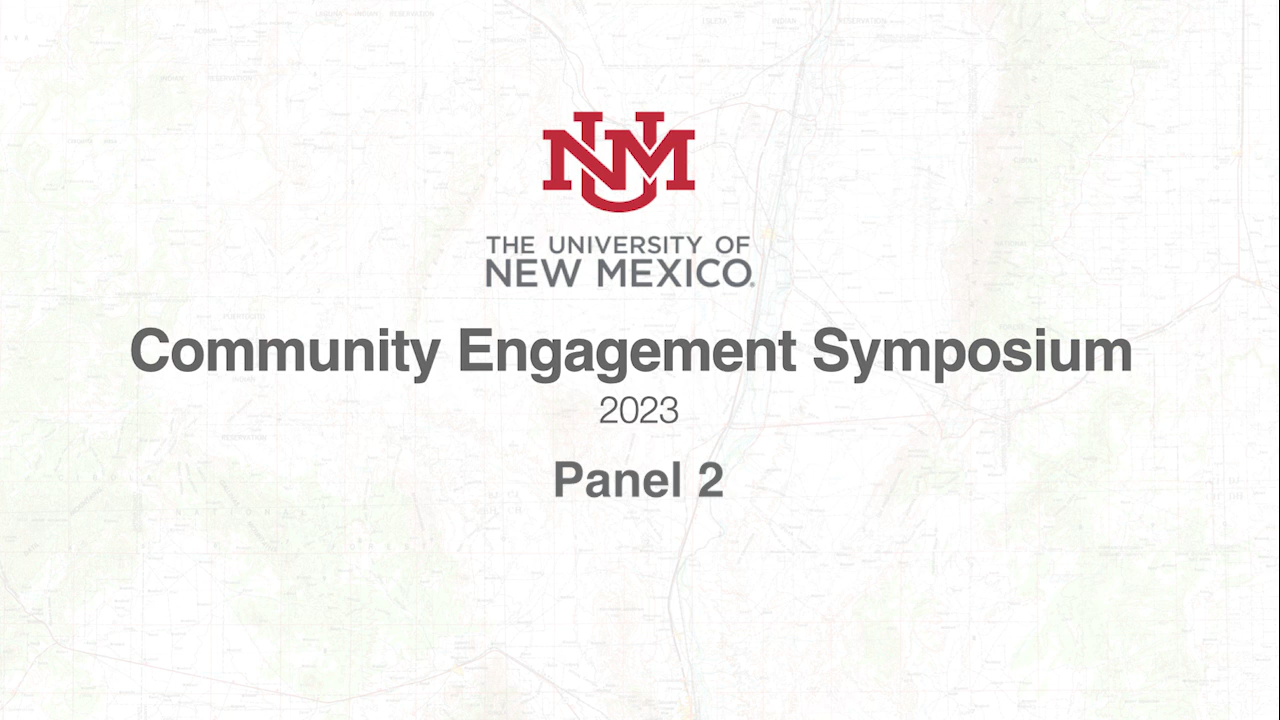 UNM
THE UNIVERSITY OF
NEW MEXICO®
Community Engagement Symposium
2023
Panel 2